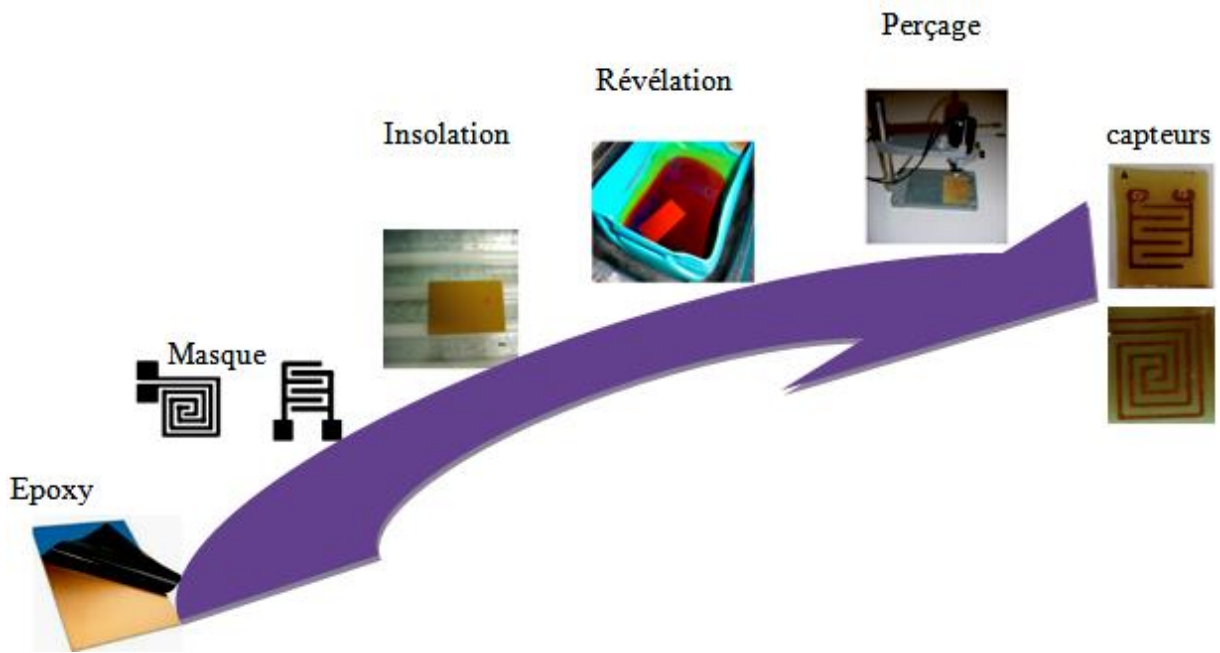 Perçage
Révélation
Insolation
capteurs
Masque
Epoxy